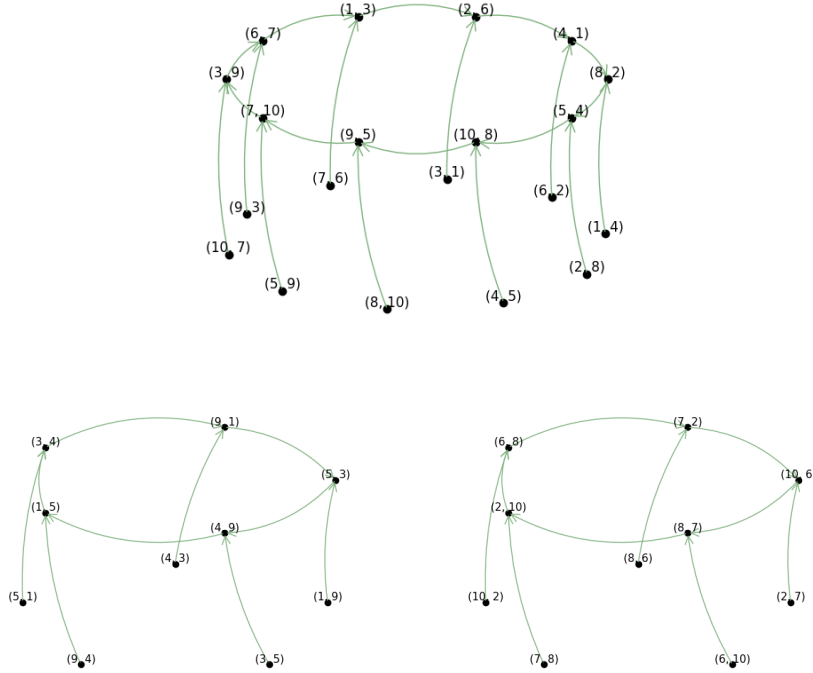 (1, 3) (2, 6)
(6, 7) (4, 1)
(3, 9) (8, 2)
(7, 10) (5, 4)
(9, 5) (10, 8)
(7, 6) (3, 1)
(6, 2)
(9, 3)
(1, 4)
(10, 7)
(2, 8)
(5, 9)
(8, 10) (4, 5)
(9, 1) (7, 2)
(3, 4) (6, 8)
(5, 3) (10, 6
(1, 5) (2, 10)
(4, 9) (8, 7)
(4, 3) (8, 6)
(5, 1) (1, 9) (10, 2) (2, 7)
(9, 4) (3, 5) (7, 8) (6, 10)